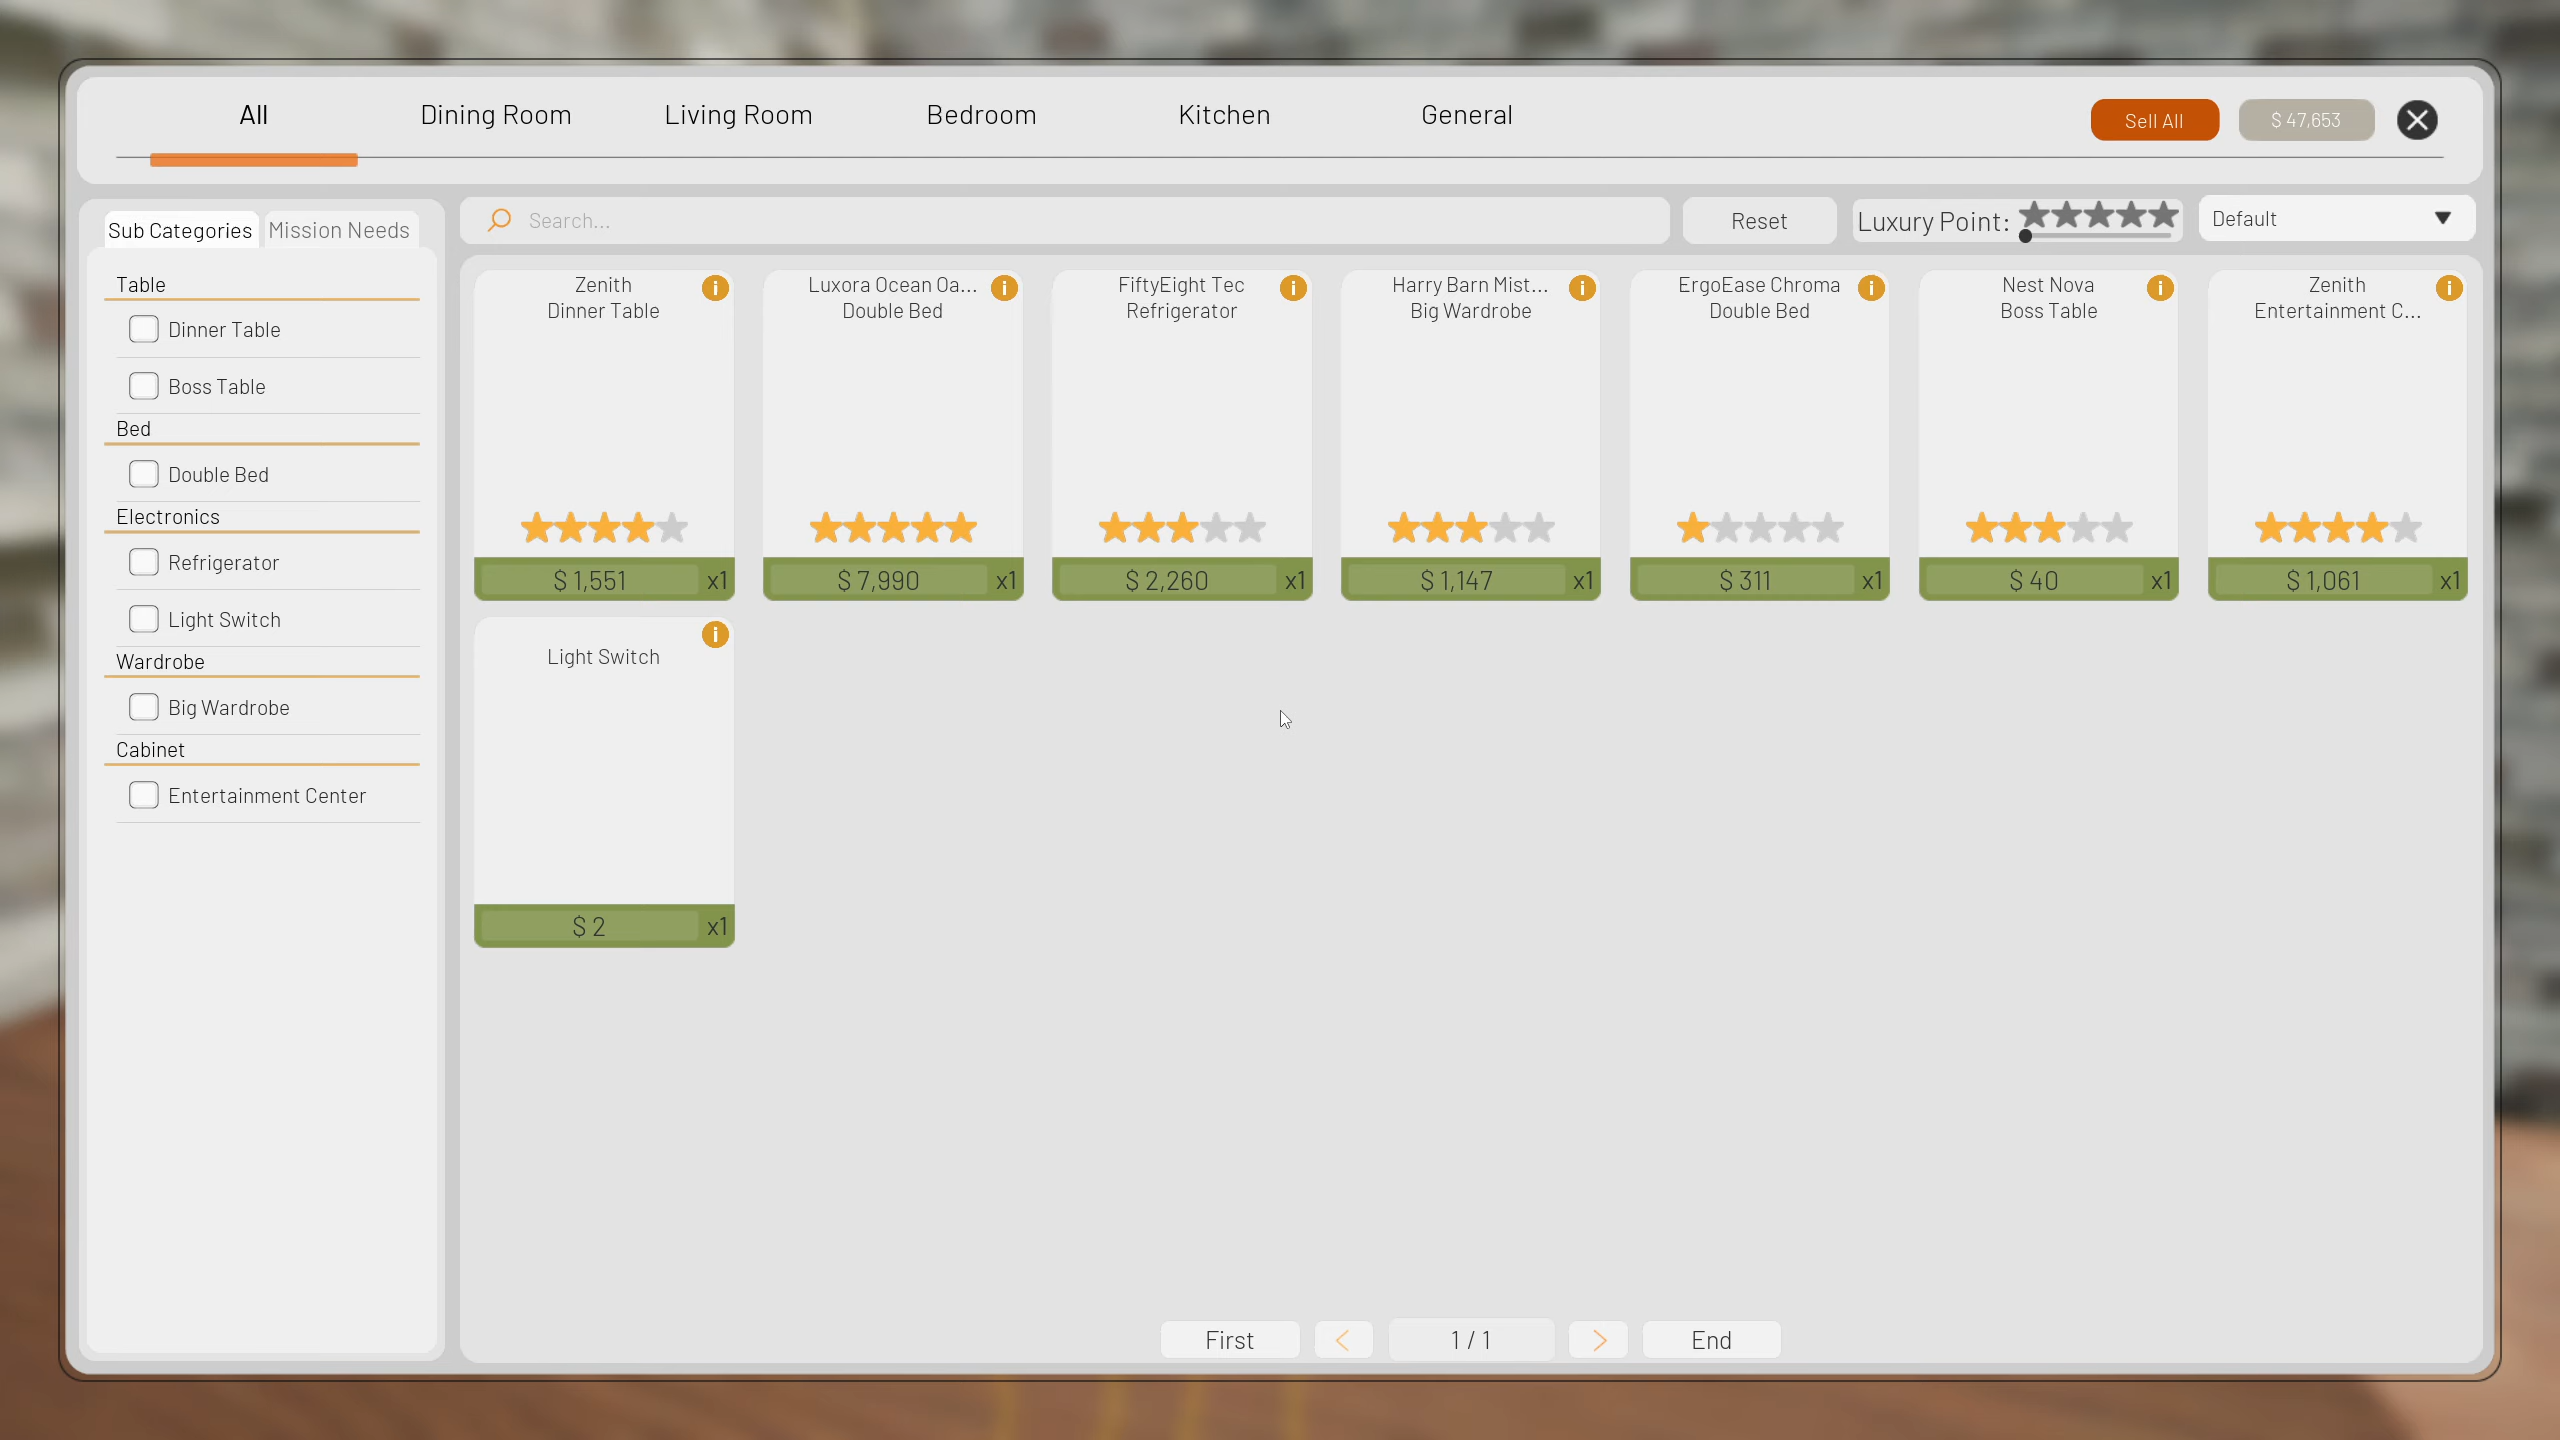 All
Dining Room
Living Room
Bedroom
Kitchen
General
Sell All
$ 47,653
Sub Categories
Mission Needs
Search...
Reset
Luxury Point:
Default
Table
Dinner Table
Boss Table
Bed
Double Bed
Electronics
Refrigerator
Light Switch
Wardrobe
Big Wardrobe
Cabinet
Entertainment Center
Zenith
Dinner Table
$ 1,551 x1
Luxora Ocean Oa...
Double Bed
$ 7,990 x1
FiftyEight Tec
Refrigerator
$ 2,260 x1
Harry Barn Mist...
Big Wardrobe
$ 1,147 x1
ErgoEase Chroma
Double Bed
$ 311 x1
Nest Nova
Boss Table
$ 40 x1
Zenith
Entertainment C...
$ 1,061 x1
Light Switch
$ 2 x1
First
<
1 / 1
>
End